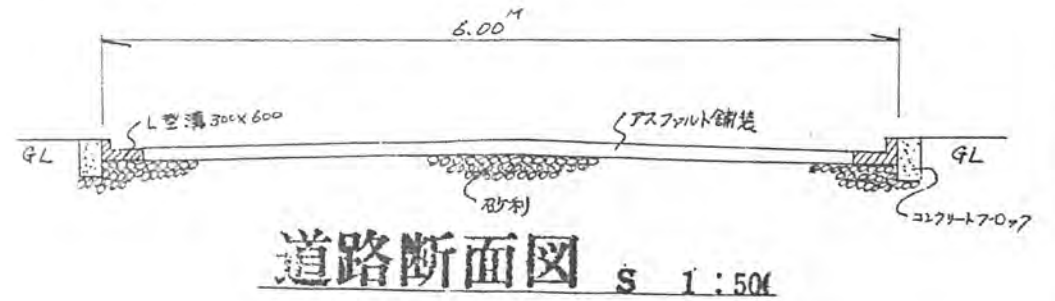 6.00M
L型溝 300×600
アスファルト舗装
GL
GL
砂利
コンクリートブロック
道路断面図 S 1:500